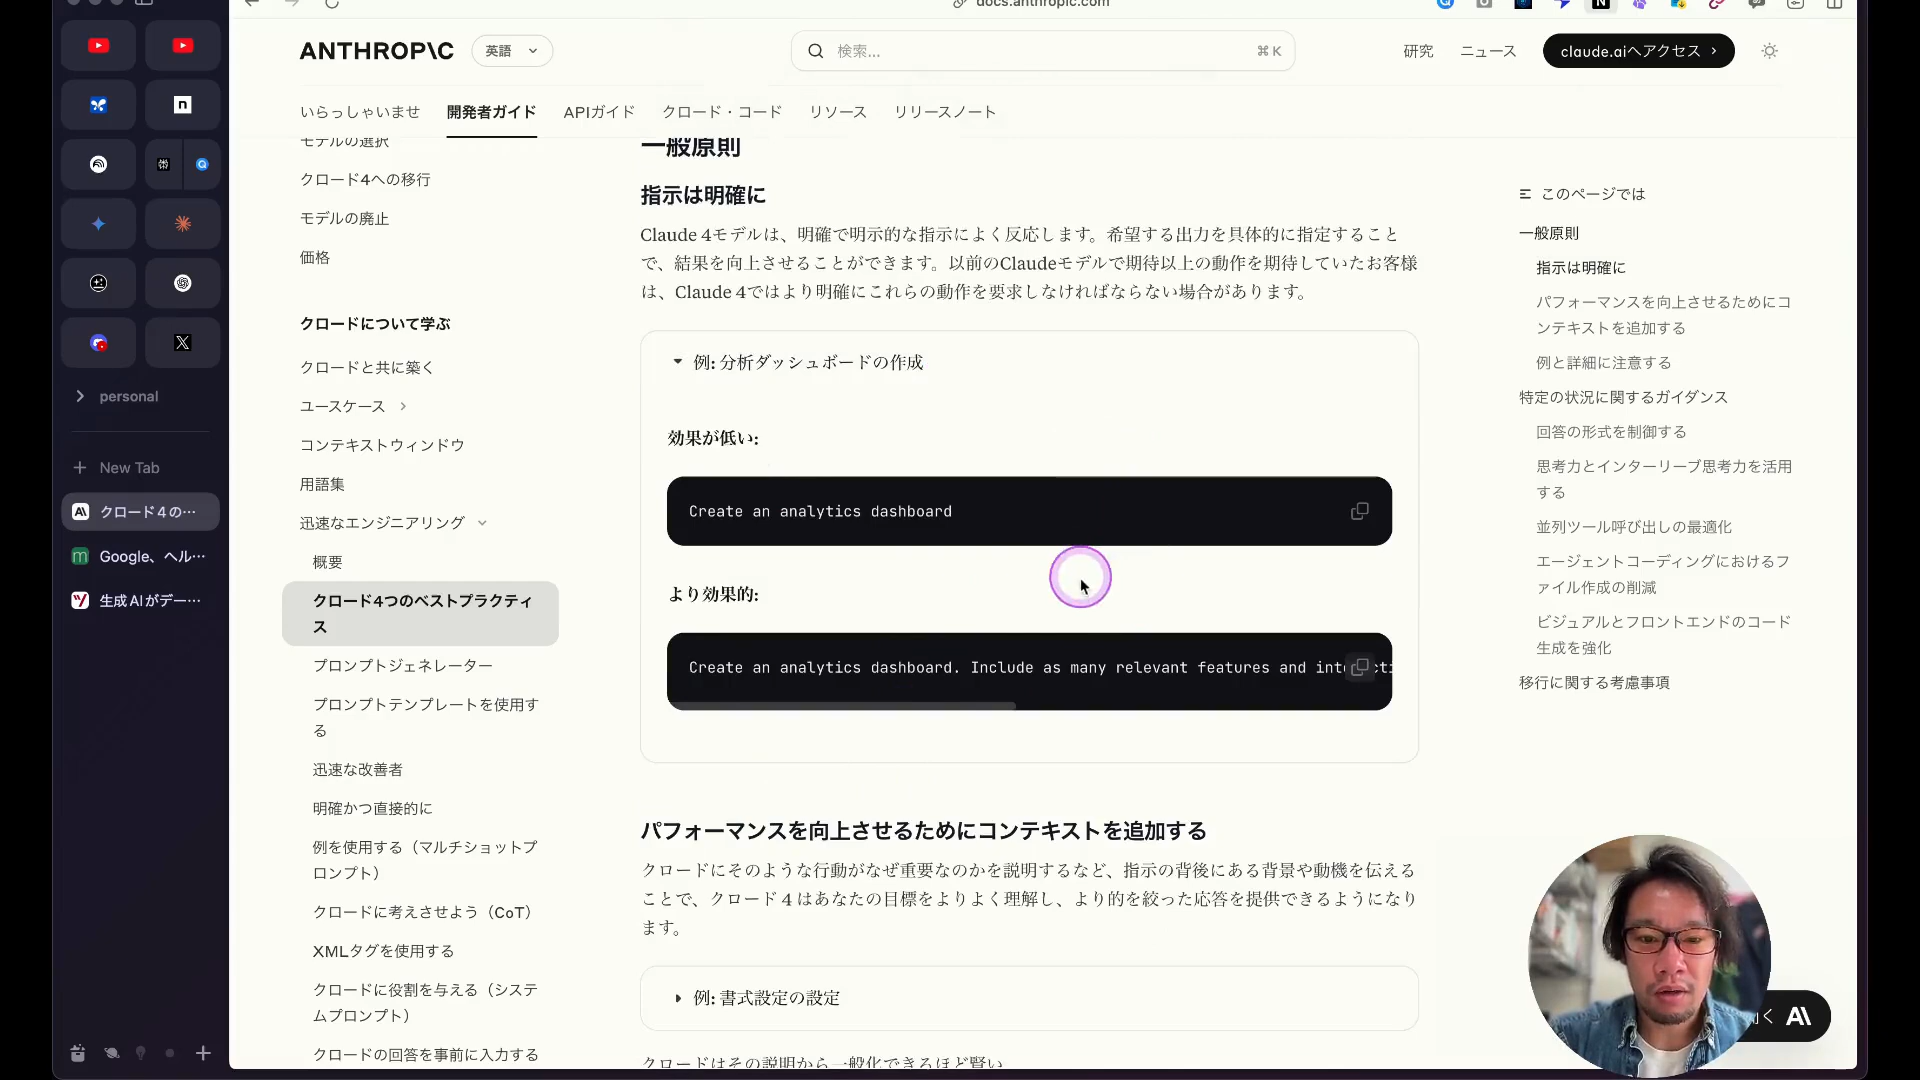 docs.anthropic.com
ANTHROP\C
英語
検索...
⌘ K
研究
ニュース
claude.aiへアクセス
いらっしゃいませ
開発者ガイド
APIガイド
クロード・コード
リソース
リリースノート
personal
New Tab
クロード４の…
Google、ヘル…
生成AIがデー…
モデルの選択
クロード4への移行
モデルの廃止
価格
クロードについて学ぶ
クロードと共に築く
ユースケース
コンテキストウィンドウ
用語集
迅速なエンジニアリング
概要
クロード4つのベストプラクティ
ス
プロンプトジェネレーター
プロンプトテンプレートを使用す
る
迅速な改善者
明確かつ直接的に
例を使用する（マルチショットプ
ロンプト）
クロードに考えさせよう（CoT）
XMLタグを使用する
クロードに役割を与える（システ
ムプロンプト）
クロードの回答を事前に入力する
一般原則
指示は明確に
Claude 4モデルは、明確で明示的な指示によく反応します。希望する出力を具体的に指定すること
で、結果を向上させることができます。以前のClaudeモデルで期待以上の動作を期待していたお客様
は、Claude 4ではより明確にこれらの動作を要求しなければならない場合があります。
例: 分析ダッシュボードの作成
効果が低い:
Create an analytics dashboard
より効果的:
Create an analytics dashboard. Include as many relevant features and
パフォーマンスを向上させるためにコンテキストを追加する
クロードにそのような行動がなぜ重要なのかを説明するなど、指示の背後にある背景や動機を伝える
ことで、クロード 4 はあなたの目標をよりよく理解し、より的を絞った応答を提供できるようになり
ます。
例: 書式設定の設定
クロードはその説明から一般化できるほど賢い。
このページでは
一般原則
指示は明確に
パフォーマンスを向上させるためにコ
ンテキストを追加する
例と詳細に注意する
特定の状況に関するガイダンス
回答の形式を制御する
思考力とインターリーブ思考力を活用
する
並列ツール呼び出しの最適化
エージェントコーディングにおけるフ
ァイル作成の削減
ビジュアルとフロントエンドのコード
生成を強化
移行に関する考慮事項